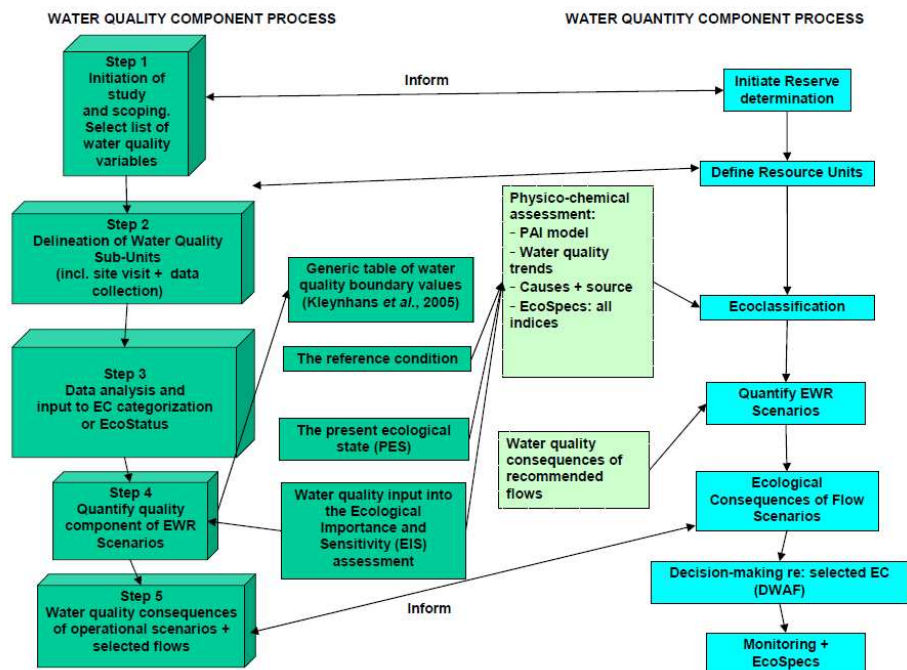 WATER QUALITY COMPONENT PROCESS
WATER QUANTITY COMPONENT PROCESS
Step 1
Initiation of
study
and scoping.
Select list of
water quality
variables
Inform
Initiate Reserve
determination
Define Resource Units
Step 2
Delineation of Water Quality
Sub-Units
(incl. site visit + data
collection)
Generic table of water
quality boundary values
(Kleynhans et al., 2005)
Physico-chemical
assessment:
- PAI model
- Water quality
trends
- Causes + source
- EcoSpecs: all
indices
Ecoclassification
Step 3
Data analysis and
input to EC categorization
or EcoStatus
The reference condition
The present ecological
state (PES)
Quantify EWR
Scenarios
Water quality
consequences of
recommended
flows
Step 4
Quantify quality
component of EWR
Scenarios
Water quality input into
the Ecological
Importance and
Sensitivity (EIS)
assessment
Ecological
Consequences of Flow
Scenarios
Step 5
Water quality consequences
of operational scenarios +
selected flows
Inform
Decision-making re: selected EC
(DWAF)
Monitoring +
EcoSpecs